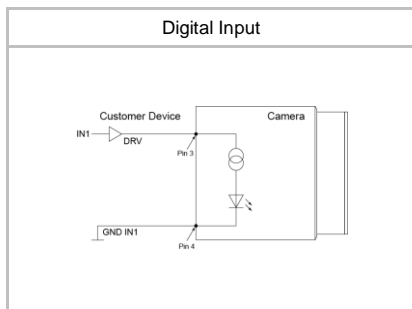 Digital Input
Customer Device
Camera
IN1
DRV
Pin 3
GND IN1
Pin 4